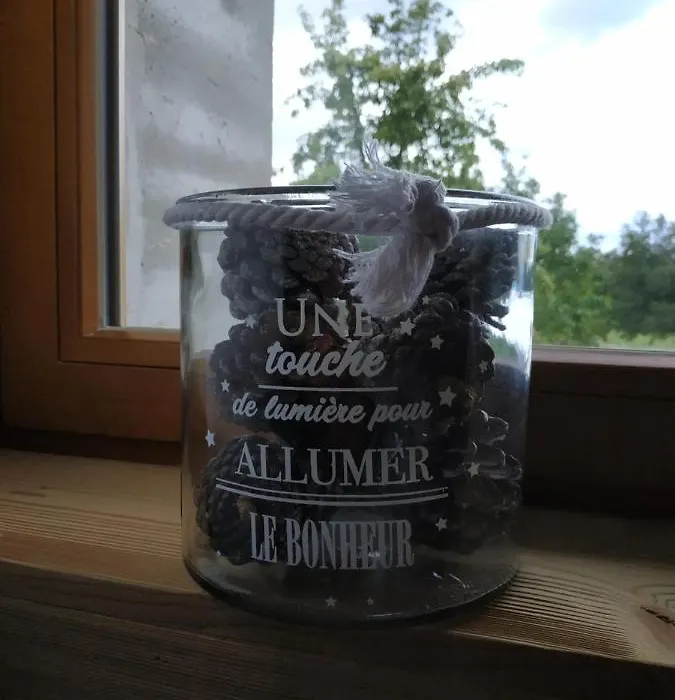 UNE
touche
de lumière pour
ALLUMER
LE BONHEUR